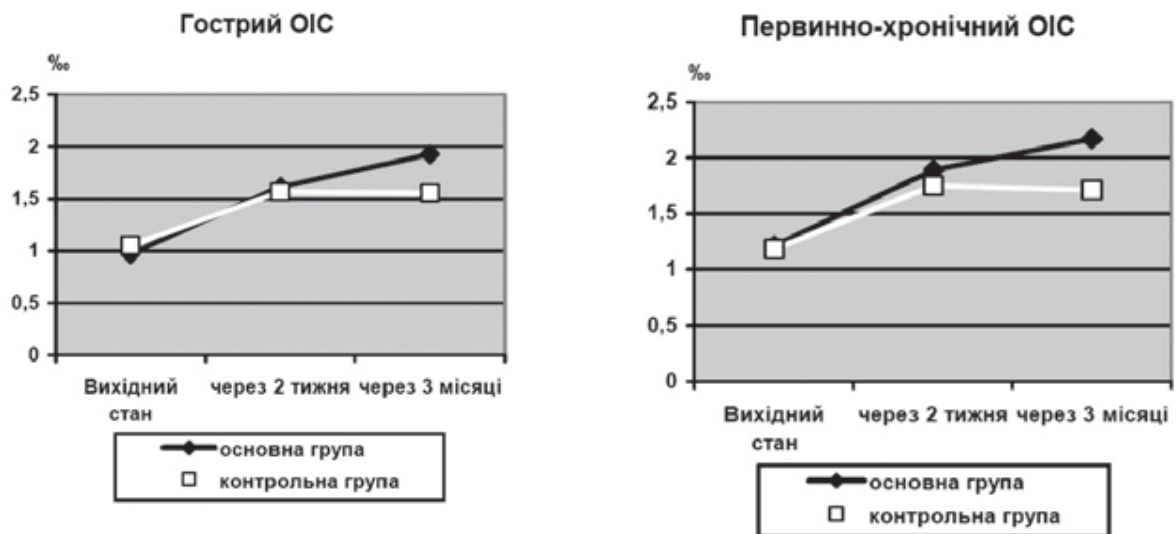 Гострий ОІС
‰
2,5
2
1,5
1
0,5
0
Вихідний стан
через 2 тижня
через 3 місяці
основна група
контрольна група
Первинно-хронічний ОІС
‰
2,5
2
1,5
1
0,5
0
Вихідний стан
через 2 тижня
через 3 місяці
основна група
контрольна група